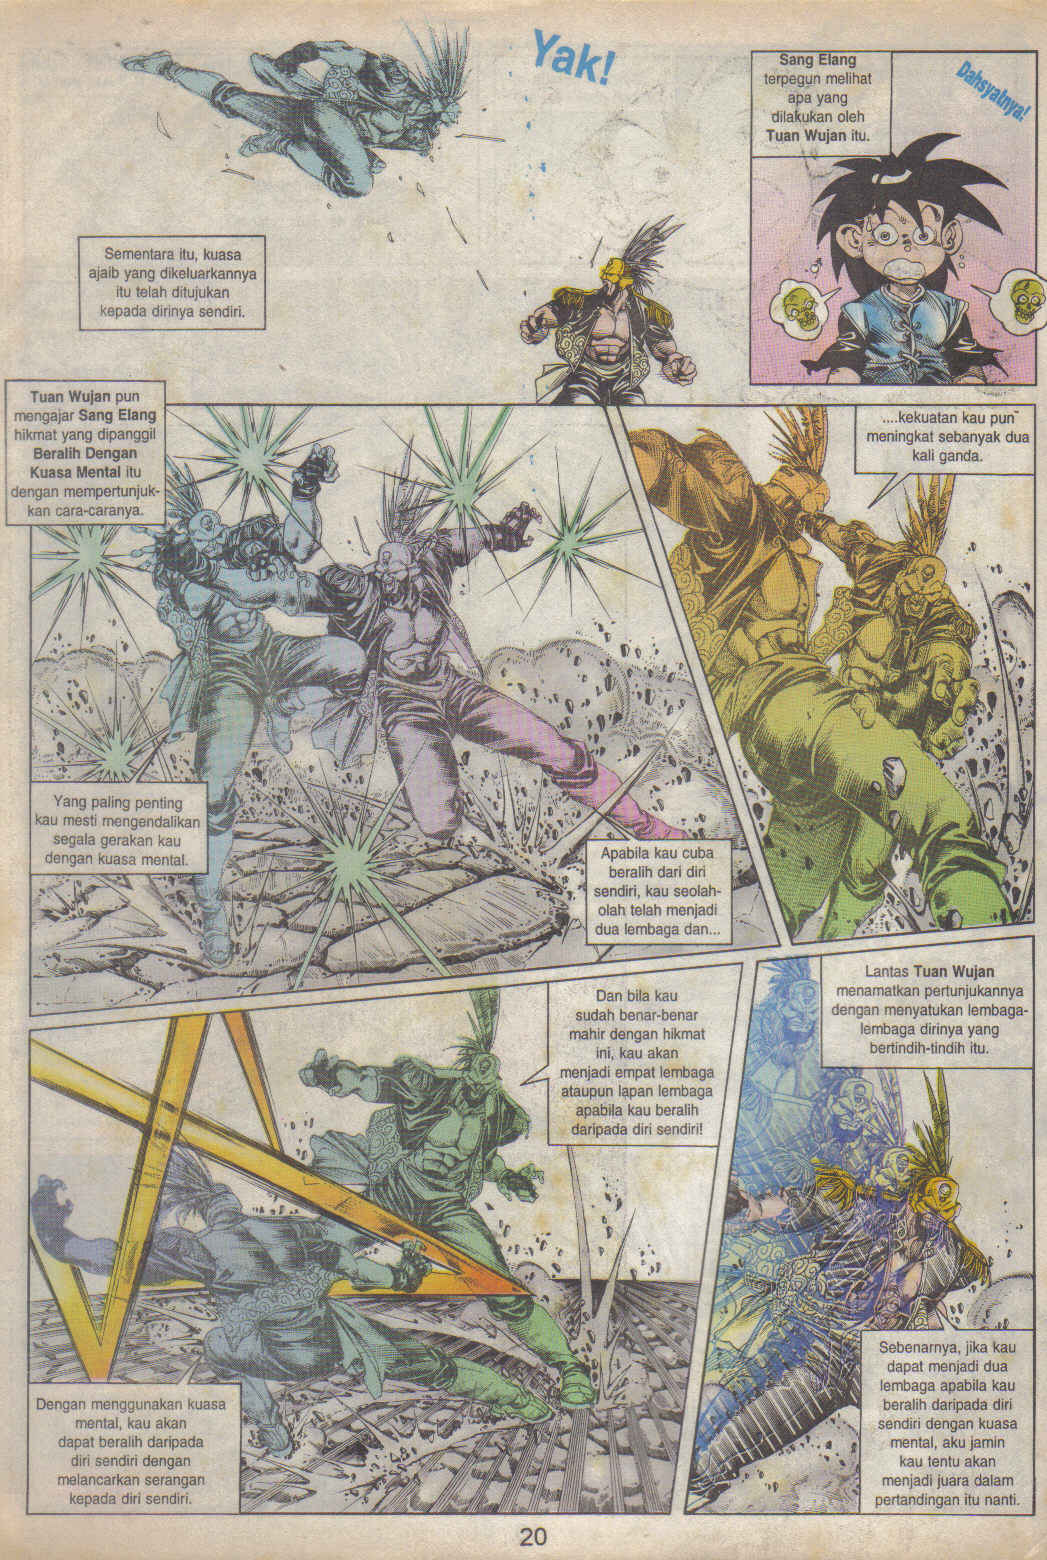 Yak!
Sang Elang
terpegun melihat
apa yang
dilakukan oleh
Tuan Wujan itu.
Dahsyatnya!
Sementara itu, kuasa
ajaib yang dikeluarkannya
itu telah ditujukan
kepada dirinya sendiri.
Tuan Wujan pun
mengajar Sang Elang
hikmat yang dipanggil
Beralih Dengan
Kuasa Mental itu
dengan mempertunjuk-
kan cara-caranya.
Yang paling penting
kau mesti mengendalikan
segala gerakan kau
dengan kuasa mental.
Apabila kau cuba
beralih dari diri
sendiri, kau seolah-
olah telah menjadi
dua lembaga dan...
....kekuatan kau pun
meningkat sebanyak dua
kali ganda.
Dengan menggunakan kuasa
mental, kau akan
dapat beralih daripada
diri sendiri dengan
melancarkan serangan
kepada diri sendiri.
Dan bila kau
sudah benar-benar
mahir dengan hikmat
ini, kau akan
menjadi empat lembaga
ataupun lapan lembaga
apabila kau beralih
daripada diri sendiri!
Lantas Tuan Wujan
menamatkan pertunjukannya
dengan menyatukan lembaga-
lembaga dirinya yang
bertindih-tindih itu.
Sebenarnya, jika kau
dapat menjadi dua
lembaga apabila kau
beralih daripada diri
sendiri dengan kuasa
mental, aku jamin
kau tentu akan
menjadi juara dalam
pertandingan itu nanti.
20